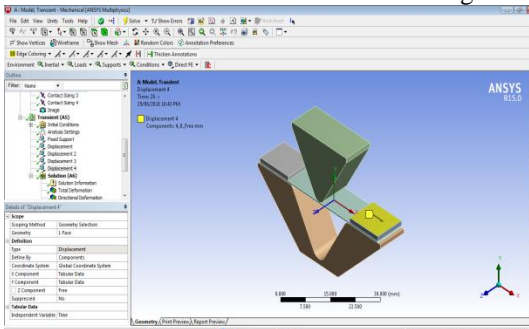 A : Model, Transient - Mechanical [ANSYS Multiphysics]
File Edit View Units Tools Help Solve Show Errors Worksheet
Show Vertices Wireframe Show Mesh Random Colors Annotation Preferences
Edge Coloring Thicken Annotations
Environment Inertial Loads Supports Conditions Direct FE
Outline
Filter: Name
Contact Sizing 3
Contact Sizing 4
Image
Transient (A5)
Initial Conditions
Analysis Settings
Fixed Support
Displacement
Displacement 2
Displacement 3
Displacement 4
Solution (A6)
Solution Information
Total Deformation
Directional Deformation
Details of "Displacement 4"
Scope
Scoping Method Geometry Selection
Geometry 1 Face
Definition
Type Displacement
Define By Components
Coordinate System Global Coordinate System
X Component Tabular Data
Y Component Tabular Data
Z Component Free
Suppressed No
Tabular Data
Independent Variable Time
A: Model, Transient
Displacement 4
Displacement 4
ANSYS
R15.0
0.000 15.000 30.000 (mm)
7.500 22.500
Geometry Print Preview Report Preview